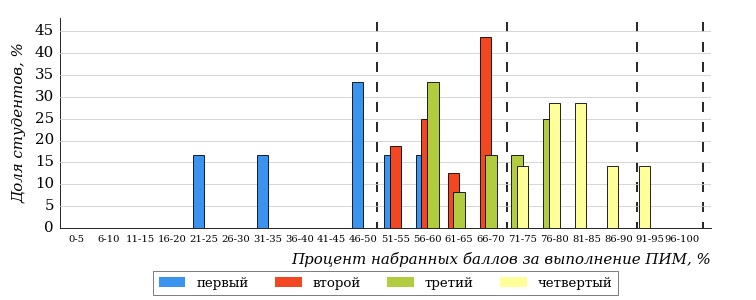 Доля студентов, %
45
40
35
30
25
20
15
10
5
0
0-5 6-10 11-15 16-20 21-25 26-30 31-35 36-40 41-45 46-50 51-55 56-60 61-65 66-70 71-75 76-80 81-85 86-90 91-95 96-100
Процент набранных баллов за выполнение ПИМ, %
первый второй третий четвертый